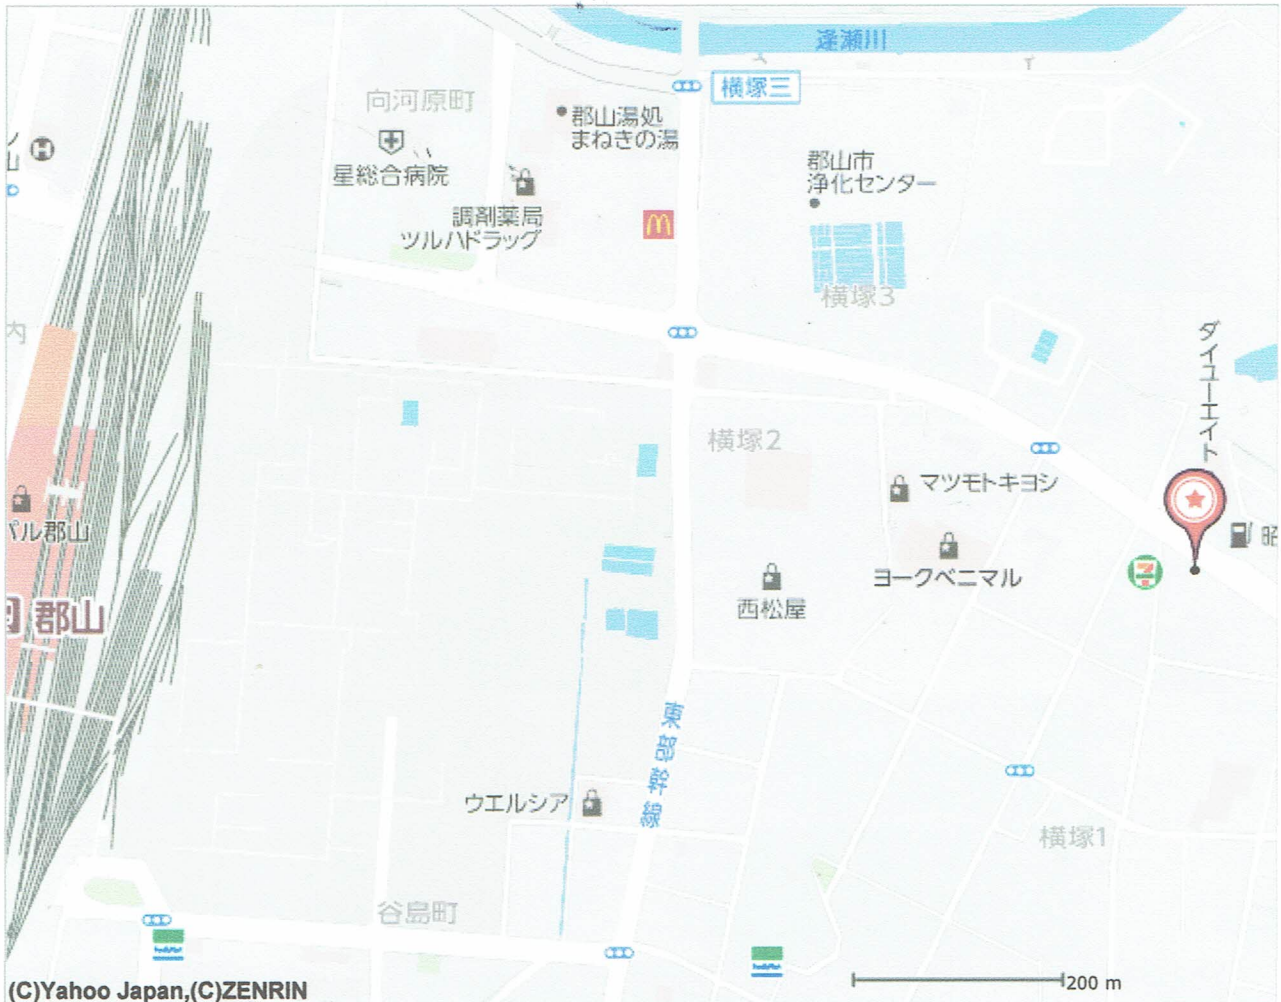 逢瀬川
横塚三
向河原町
郡山湯処
まねきの湯
星総合病院
郡山市
浄化センター
調剤薬局
ツルハドラッグ
横塚3
内
ダイユーエイト
横塚2
マツモトキヨシ
パル郡山
昭
ヨークベニマル
西松屋
郡山
東部幹線
ウエルシア
横塚1
谷島町
FamilyMart
FamilyMart
200 m
(C)Yahoo Japan,(C)ZENRIN